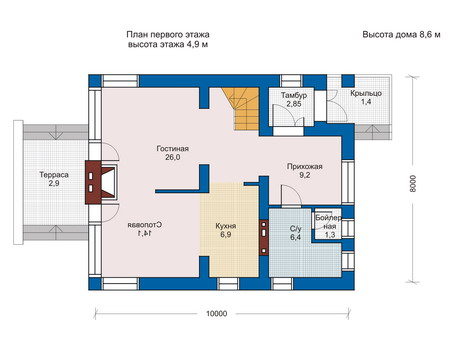 План первого этажа
высота этажа 4,9 м
Высота дома 8,6 м
Тамбур
2,85
Крыльцо
1,4
Гостиная
26,0
Терраса
2,9
Прихожая
9,2
Столовая
14,1
Кухня
6,9
С/у
6,4
Бойлер
ная
1,3
8000
10000